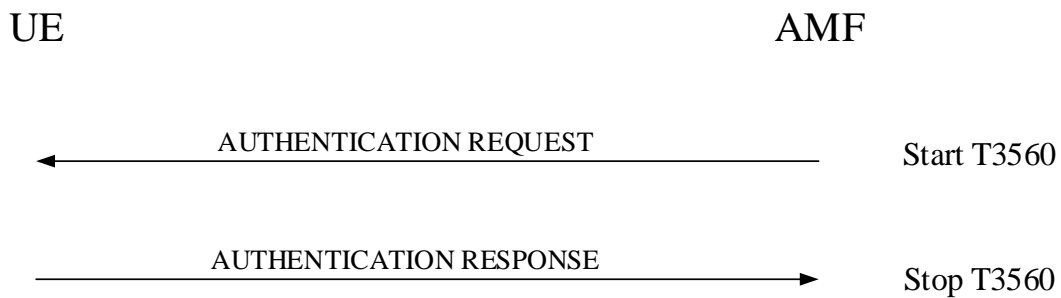 UE AMF
AUTHENTICATION REQUEST
Start T3560
AUTHENTICATION RESPONSE
Stop T3560